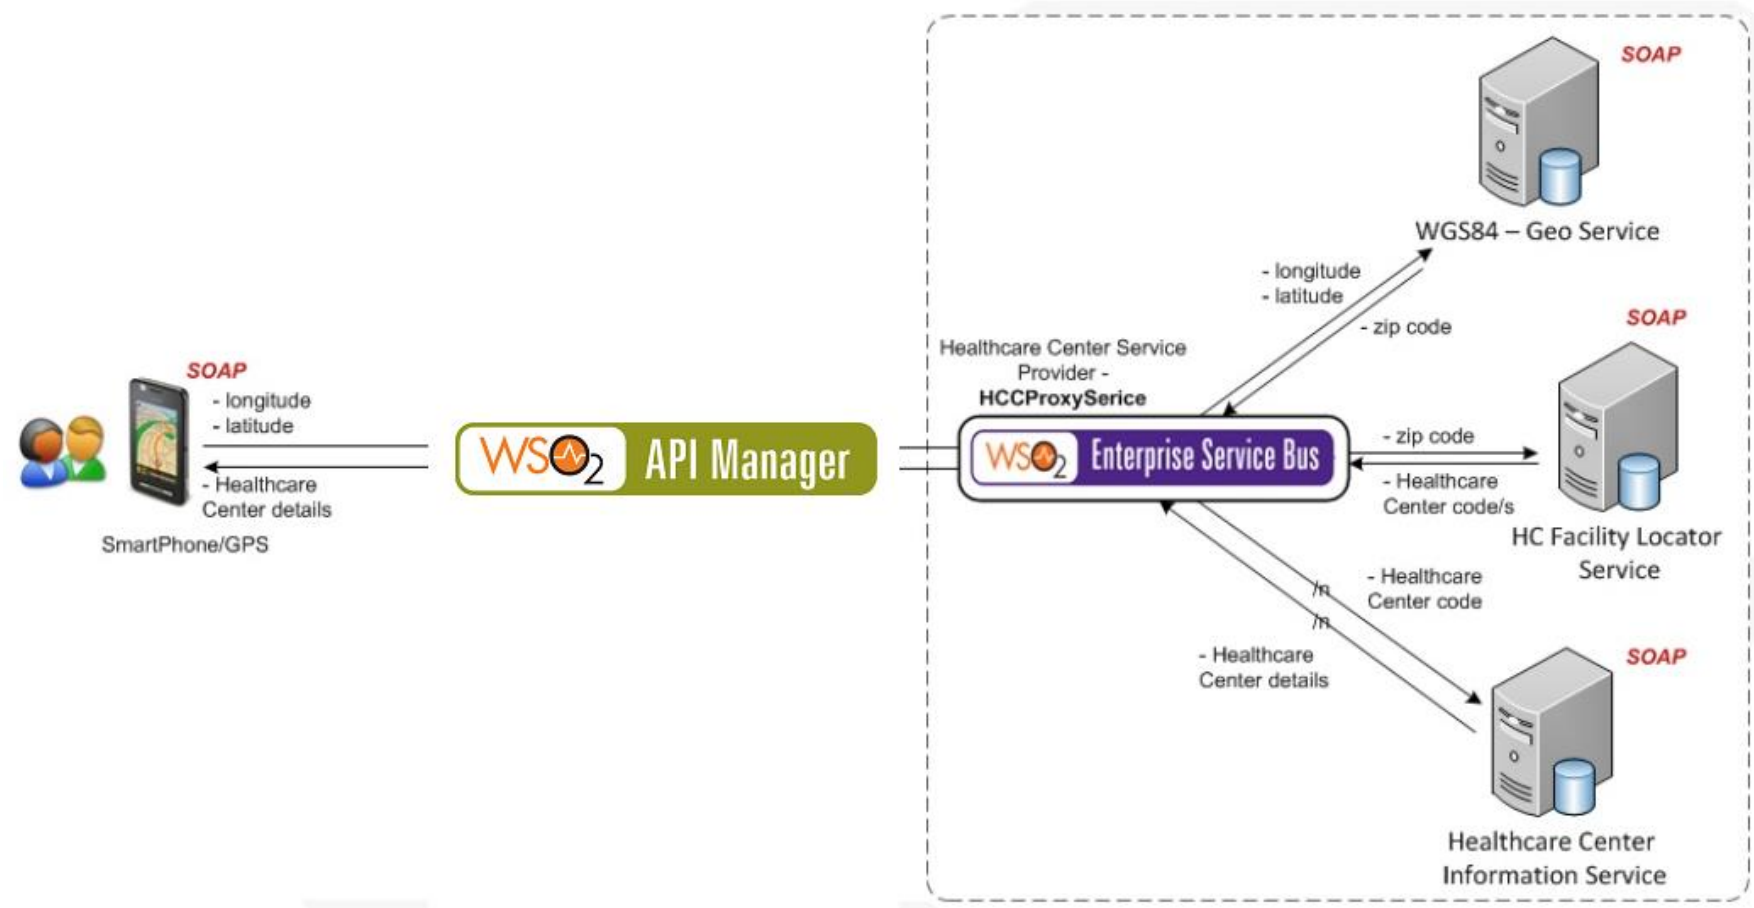 SOAP
- longitude
- latitude
- Healthcare
Center details
SmartPhone/GPS
WSO2 API Manager
Healthcare Center Service
Provider -
HCCProxySerice
WSO2 Enterprise Service Bus
- longitude
- latitude
- zip code
SOAP
WGS84 – Geo Service
- zip code
- Healthcare
Center code/s
SOAP
HC Facility Locator
Service
/n
/n
- Healthcare
Center code
- Healthcare
Center details
SOAP
Healthcare Center
Information Service